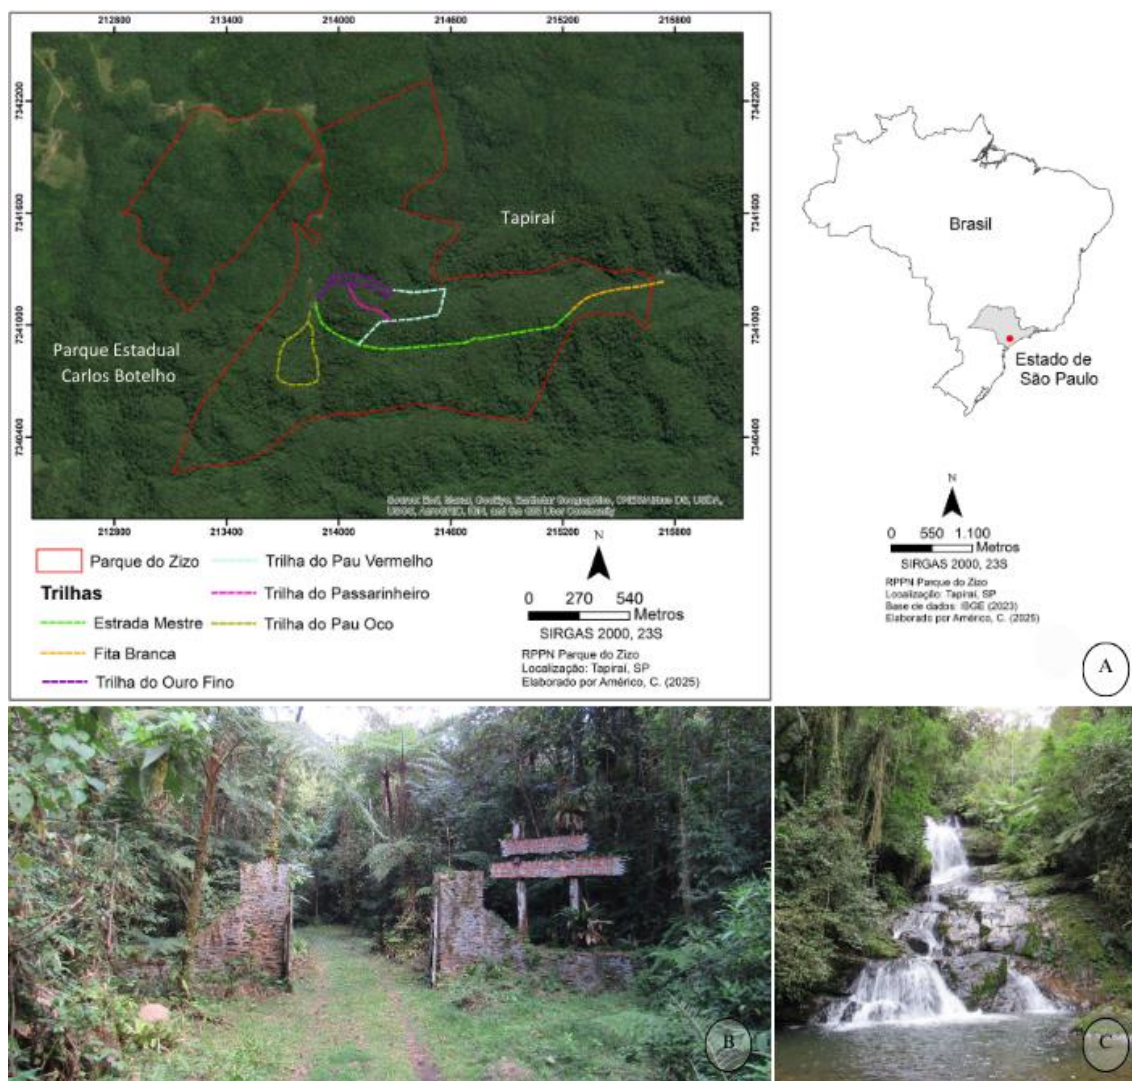 212800 213400 214000 214600 215200 215800
7342200 7342200
7341600 7341600
7341000 7341000
7340400 7340400
Tapiraí
Parque Estadual
Carlos Botelho
212800 213400 214000 214600 215200 215800
Parque do Zizo
Trilhas
Estrada Mestre
Fita Branca
Trilha do Ouro Fino
Trilha do Pau Vermelho
Trilha do Passarinheiro
Trilha do Pau Oco
N
0 270 540
Metros
SIRGAS 2000, 23S
RPPN Parque do Zizo
Localização: Tapiraí, SP
Elaborado por Américo, C. (2025)
Brasil
Estado de
São Paulo
N
0 550 1.100
Metros
SIRGAS 2000, 23S
RPPN Parque do Zizo
Localização: Tapiraí, SP
Base de dados: IBGE (2023)
Elaborado por Américo, C. (2025)
A
B
C